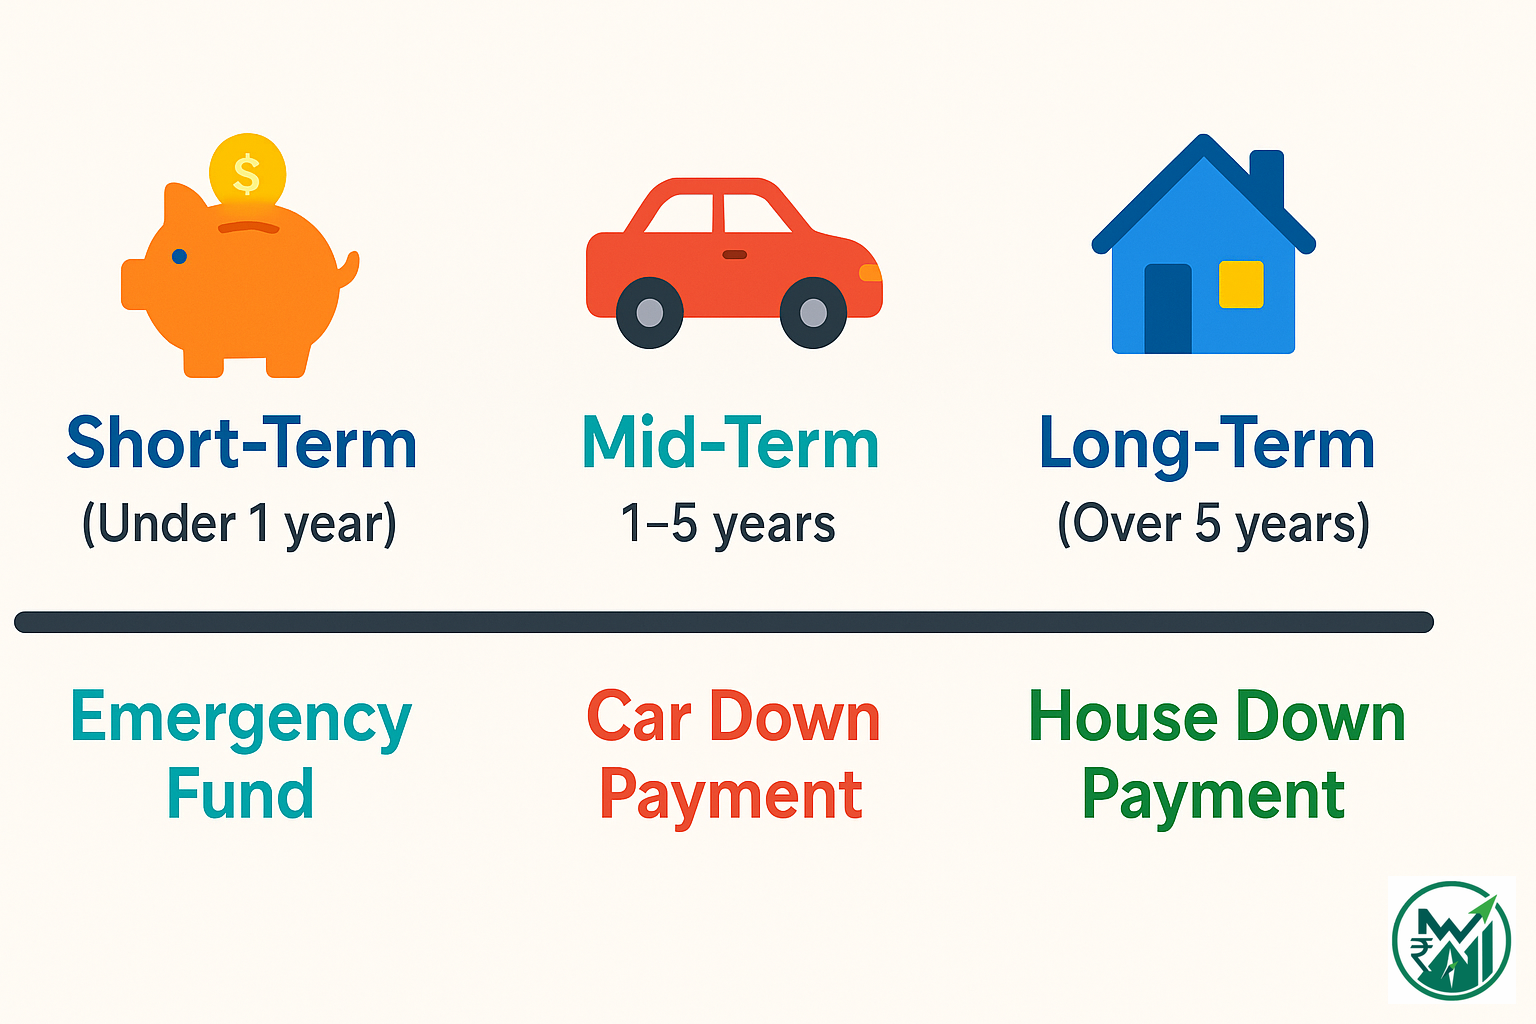 $
Short-Term
(Under 1 year)
Mid-Term
1–5 years
Long-Term
(Over 5 years)
Emergency
Fund
Car Down
Payment
House Down
Payment
₹